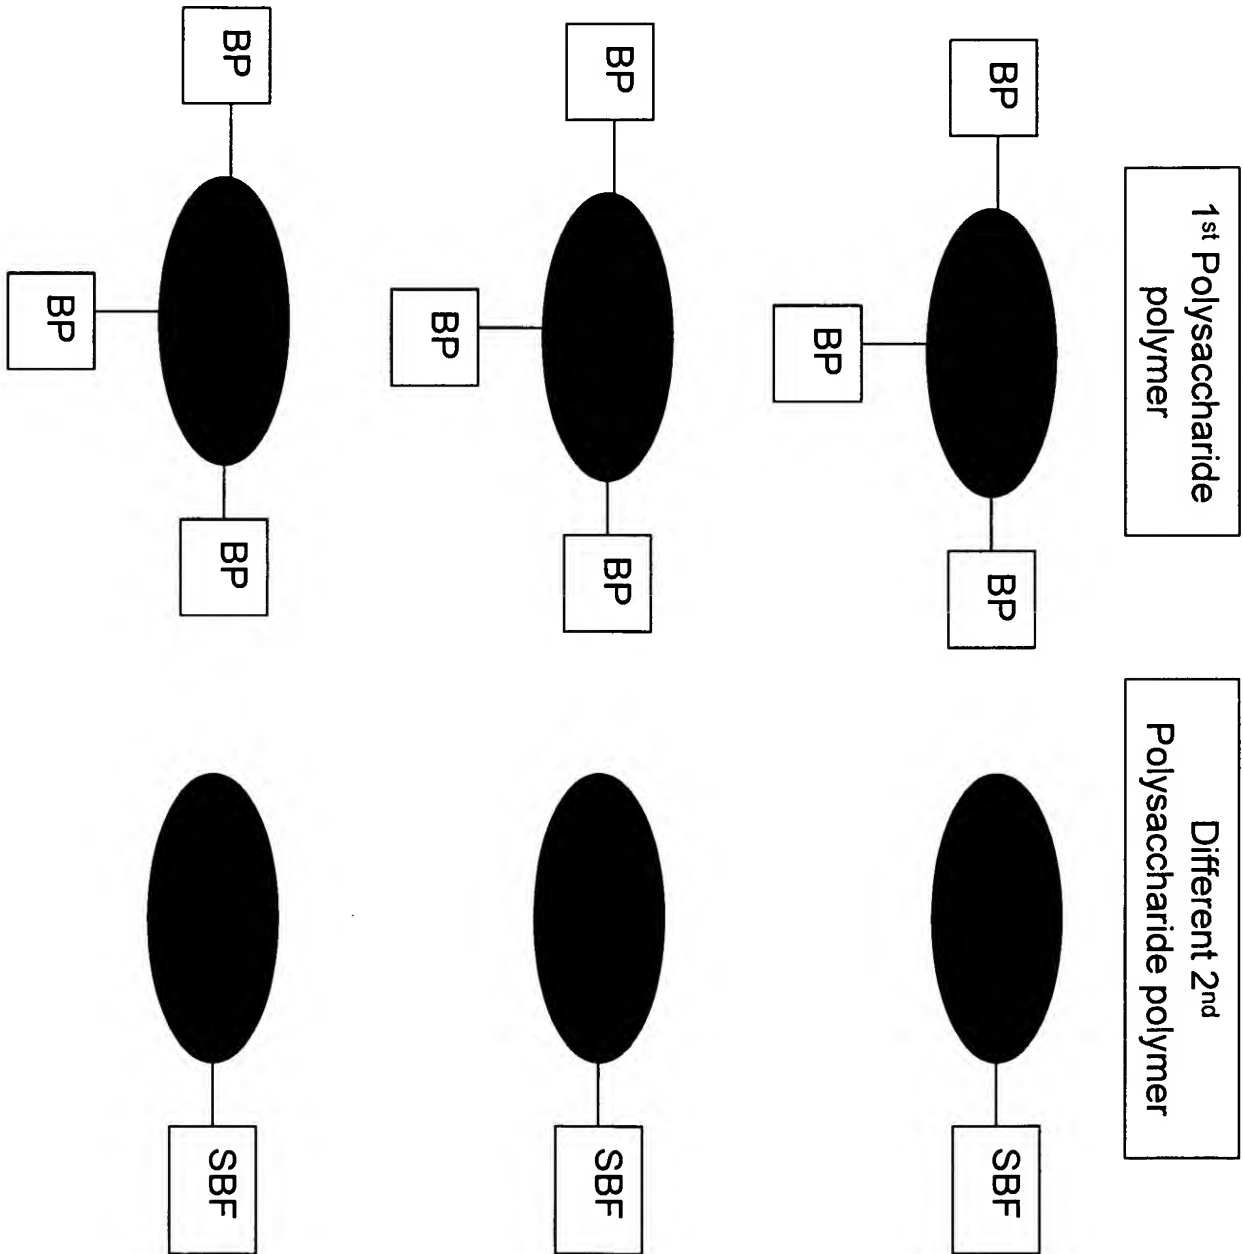 1st Polysaccharide
polymer
Different 2nd
Polysaccharide polymer
BP
BP
SBF
BP
BP
BP
SBF
BP
BP
BP
SBF
BP